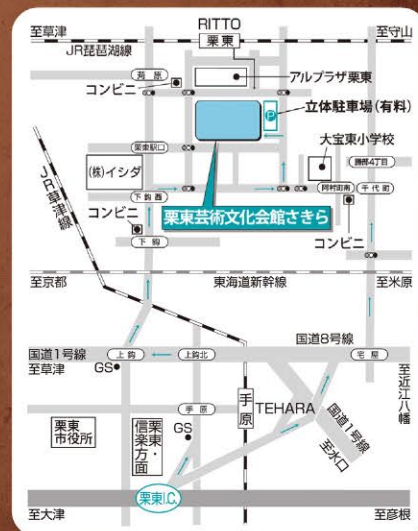 RITTO
至草津
栗東
至守山
JR琵琶湖線
アルプラザ栗東
コンビニ
立体駐車場(有料)
P
大宝東小学校
栗東駅口
綣部4丁目
(株)イシダ
下鈎西
阿村町南
千代町
JR草津線
栗東芸術文化会館さきら
コンビニ
コンビニ
下鈎
至京都
東海道新幹線
至米原
国道8号線
国道1号線
上鈎
上鈎北
宅屋
至草津
GS
至近江八幡
手原
手原
TEHARA
国道1号線
至水口
栗東市役所
栗東・信楽方面
GS
栗東I.C.
至大津
至彦根